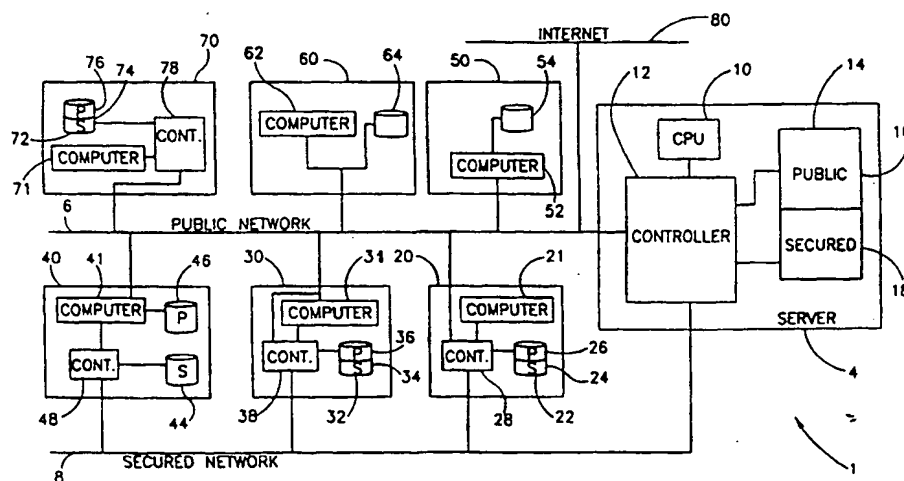 INTERNET
80
70
76
74
78
62
60
64
50
54
12
10
14
P
S
CONT.
72
COMPUTER
71
COMPUTER
COMPUTER
52
CPU
PUBLIC
SECURED
CONTROLLER
18
SERVER
4
6
PUBLIC NETWORK
40
41
46
30
31
20
21
COMPUTER
P
COMPUTER
COMPUTER
CONT.
S
CONT.
P
S
36
34
CONT.
P
S
26
24
48
44
38
32
28
22
8
SECURED NETWORK
1